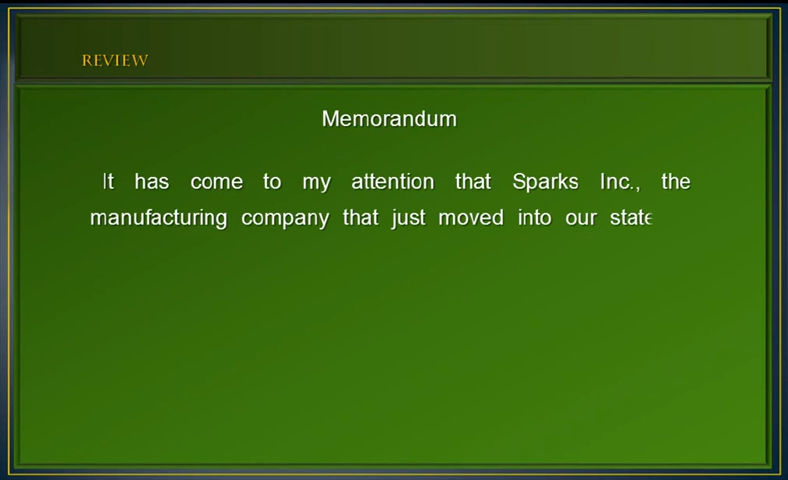 REVIEW
Memorandum
It has come to my attention that Sparks Inc., the
manufacturing company that just moved into our state